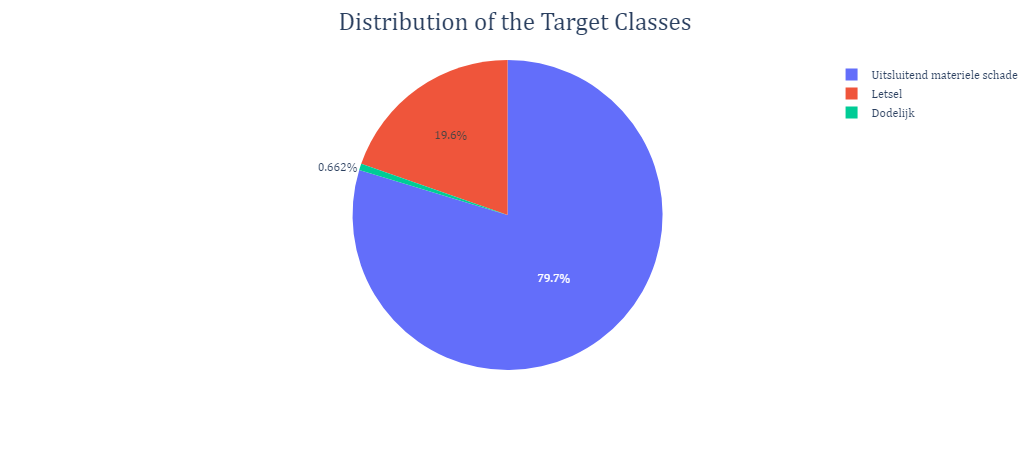 Distribution of the Target Classes
Uitsluitend materiele schade
Letsel
Dodelijk
19.6%
0.662%
79.7%